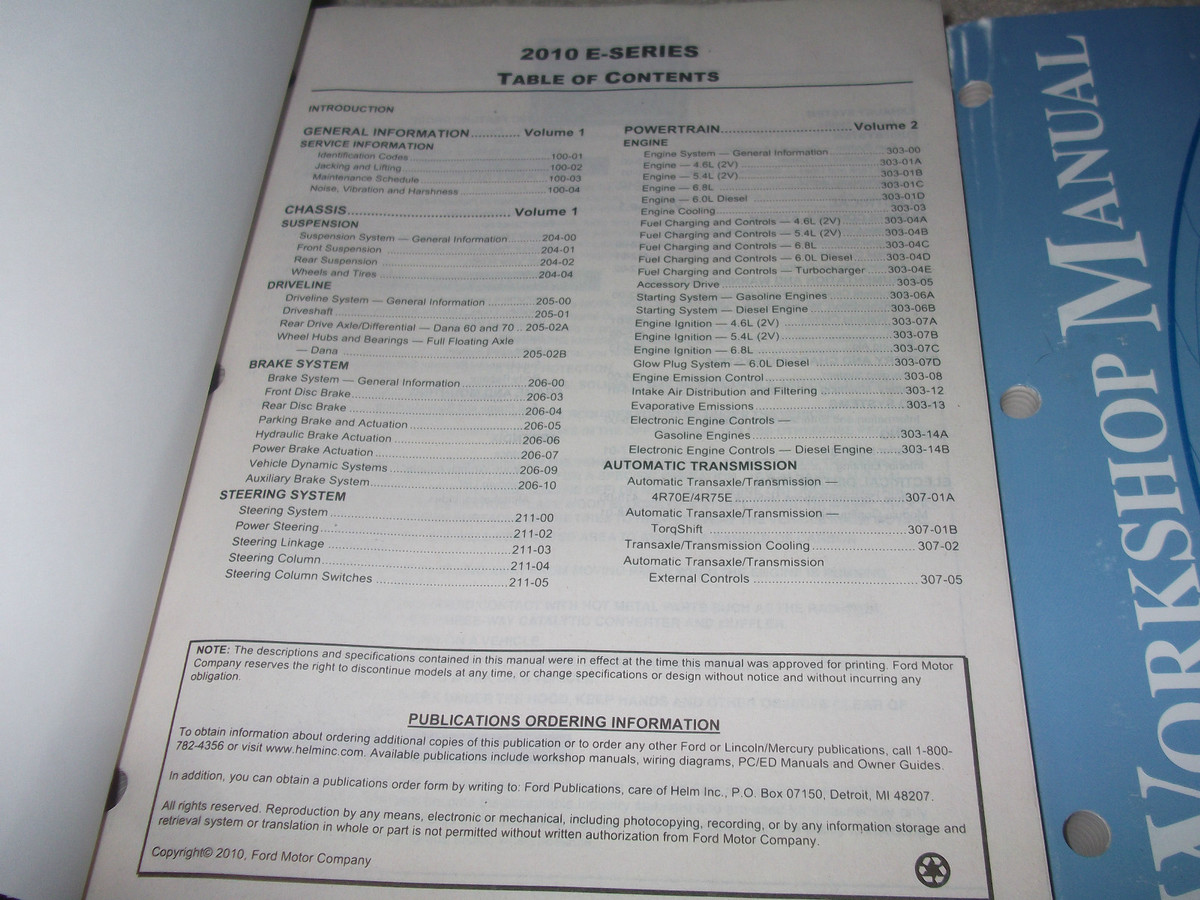 2010 E-SERIES
TABLE OF CONTENTS
INTRODUCTION
GENERAL INFORMATION............ Volume 1
SERVICE INFORMATION
Identification Codes ........ 100-01
Jacking and Lifting ........ 100-02
Maintenance Schedule ........ 100-03
Noise, Vibration and Harshness ........ 100-04
CHASSIS........ Volume 1
SUSPENSION
Suspension System — General Information ........ 204-00
Front Suspension ........ 204-01
Rear Suspension ........ 204-02
Wheels and Tires ........ 204-04
DRIVELINE
Driveline System — General Information ........ 205-00
Driveshaft ........ 205-01
Rear Drive Axle/Differential — Dana 60 and 70 .. 205-02A
Wheel Hubs and Bearings — Full Floating Axle
— Dana ........ 205-02B
BRAKE SYSTEM
Brake System — General Information ........ 206-00
Front Disc Brake ........ 206-03
Rear Disc Brake ........ 206-04
Parking Brake and Actuation ........ 206-05
Hydraulic Brake Actuation ........ 206-06
Power Brake Actuation ........ 206-07
Vehicle Dynamic Systems ........ 206-09
Auxiliary Brake System ........ 206-10
STEERING SYSTEM
Steering System ........ 211-00
Power Steering ........ 211-02
Steering Linkage ........ 211-03
Steering Column ........ 211-04
Steering Column Switches ........ 211-05
POWERTRAIN........ Volume 2
ENGINE
Engine System — General Information ........ 303-00
Engine — 4.6L (2V) ........ 303-01A
Engine — 5.4L (2V) ........ 303-01B
Engine — 6.8L ........ 303-01C
Engine — 6.0L Diesel ........ 303-01D
Engine Cooling ........ 303-03
Fuel Charging and Controls — 4.6L (2V) ........ 303-04A
Fuel Charging and Controls — 5.4L (2V) ........ 303-04B
Fuel Charging and Controls — 6.8L ........ 303-04C
Fuel Charging and Controls — 6.0L Diesel ........ 303-04D
Fuel Charging and Controls — Turbocharger ...... 303-04E
Accessory Drive ........ 303-05
Starting System — Gasoline Engines ........ 303-06A
Starting System — Diesel Engine ........ 303-06B
Engine Ignition — 4.6L (2V) ........ 303-07A
Engine Ignition — 5.4L (2V) ........ 303-07B
Engine Ignition — 6.8L ........ 303-07C
Glow Plug System — 6.0L Diesel ........ 303-07D
Engine Emission Control ........ 303-08
Intake Air Distribution and Filtering ........ 303-12
Evaporative Emissions ........ 303-13
Electronic Engine Controls —
Gasoline Engines ........ 303-14A
Electronic Engine Controls — Diesel Engine ....... 303-14B
AUTOMATIC TRANSMISSION
Automatic Transaxle/Transmission —
4R70E/4R75E ........ 307-01A
Automatic Transaxle/Transmission —
TorqShift ........ 307-01B
Transaxle/Transmission Cooling ........ 307-02
Automatic Transaxle/Transmission
External Controls ........ 307-05
NOTE: The descriptions and specifications contained in this manual were in effect at the time this manual was approved for printing. Ford Motor
Company reserves the right to discontinue models at any time, or change specifications or design without notice and without incurring any
obligation.
PUBLICATIONS ORDERING INFORMATION
To obtain information about ordering additional copies of this publication or to order any other Ford or Lincoln/Mercury publications, call 1-800-
782-4356 or visit www.helminc.com. Available publications include workshop manuals, wiring diagrams, PC/ED Manuals and Owner Guides.
In addition, you can obtain a publications order form by writing to: Ford Publications, care of Helm Inc., P.O. Box 07150, Detroit, MI 48207.
All rights reserved. Reproduction by any means, electronic or mechanical, including photocopying, recording, or by any information storage and
retrieval system or translation in whole or part is not permitted without written authorization from Ford Motor Company.
Copyright© 2010, Ford Motor Company
WORKSHOP MANUAL